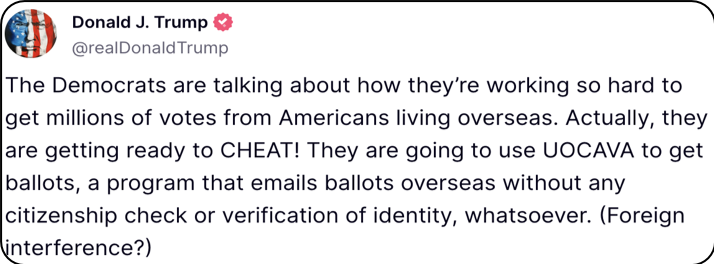 Donald J. Trump
@realDonaldTrump
The Democrats are talking about how they’re working so hard to
get millions of votes from Americans living overseas. Actually, they
are getting ready to CHEAT! They are going to use UOCAVA to get
ballots, a program that emails ballots overseas without any
citizenship check or verification of identity, whatsoever. (Foreign
interference?)